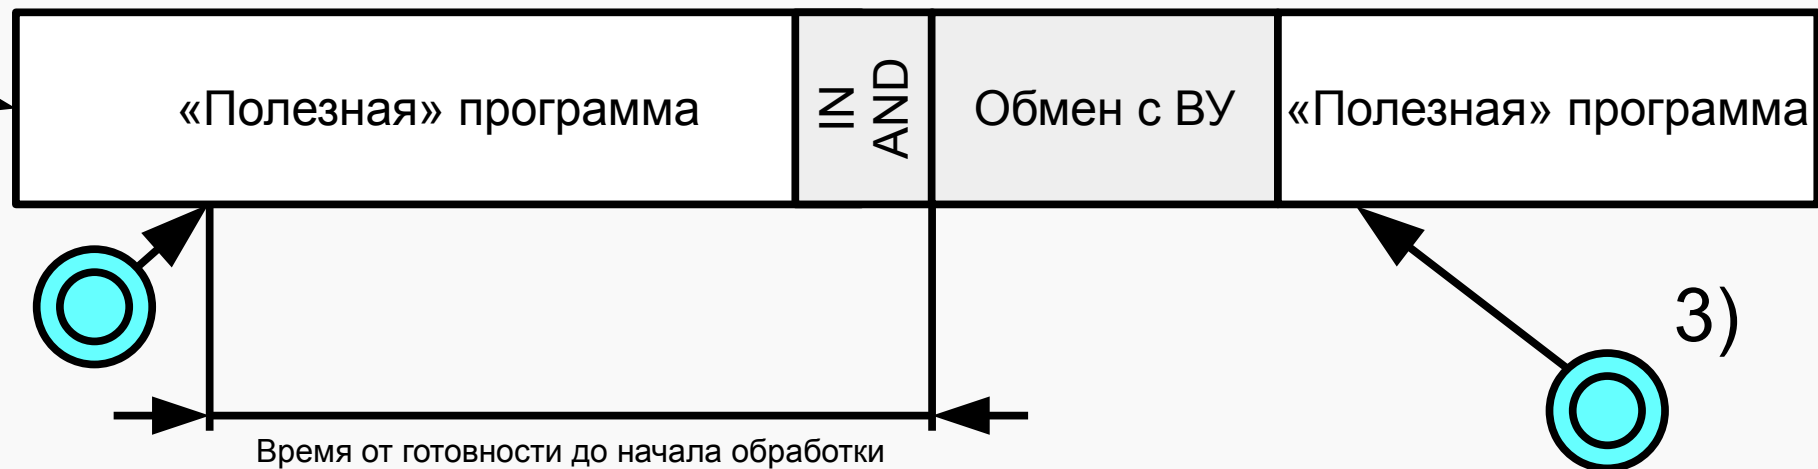 «Полезная» программа
IN
AND
Обмен с ВУ
«Полезная» программа
3)
Время от готовности до начала обработки